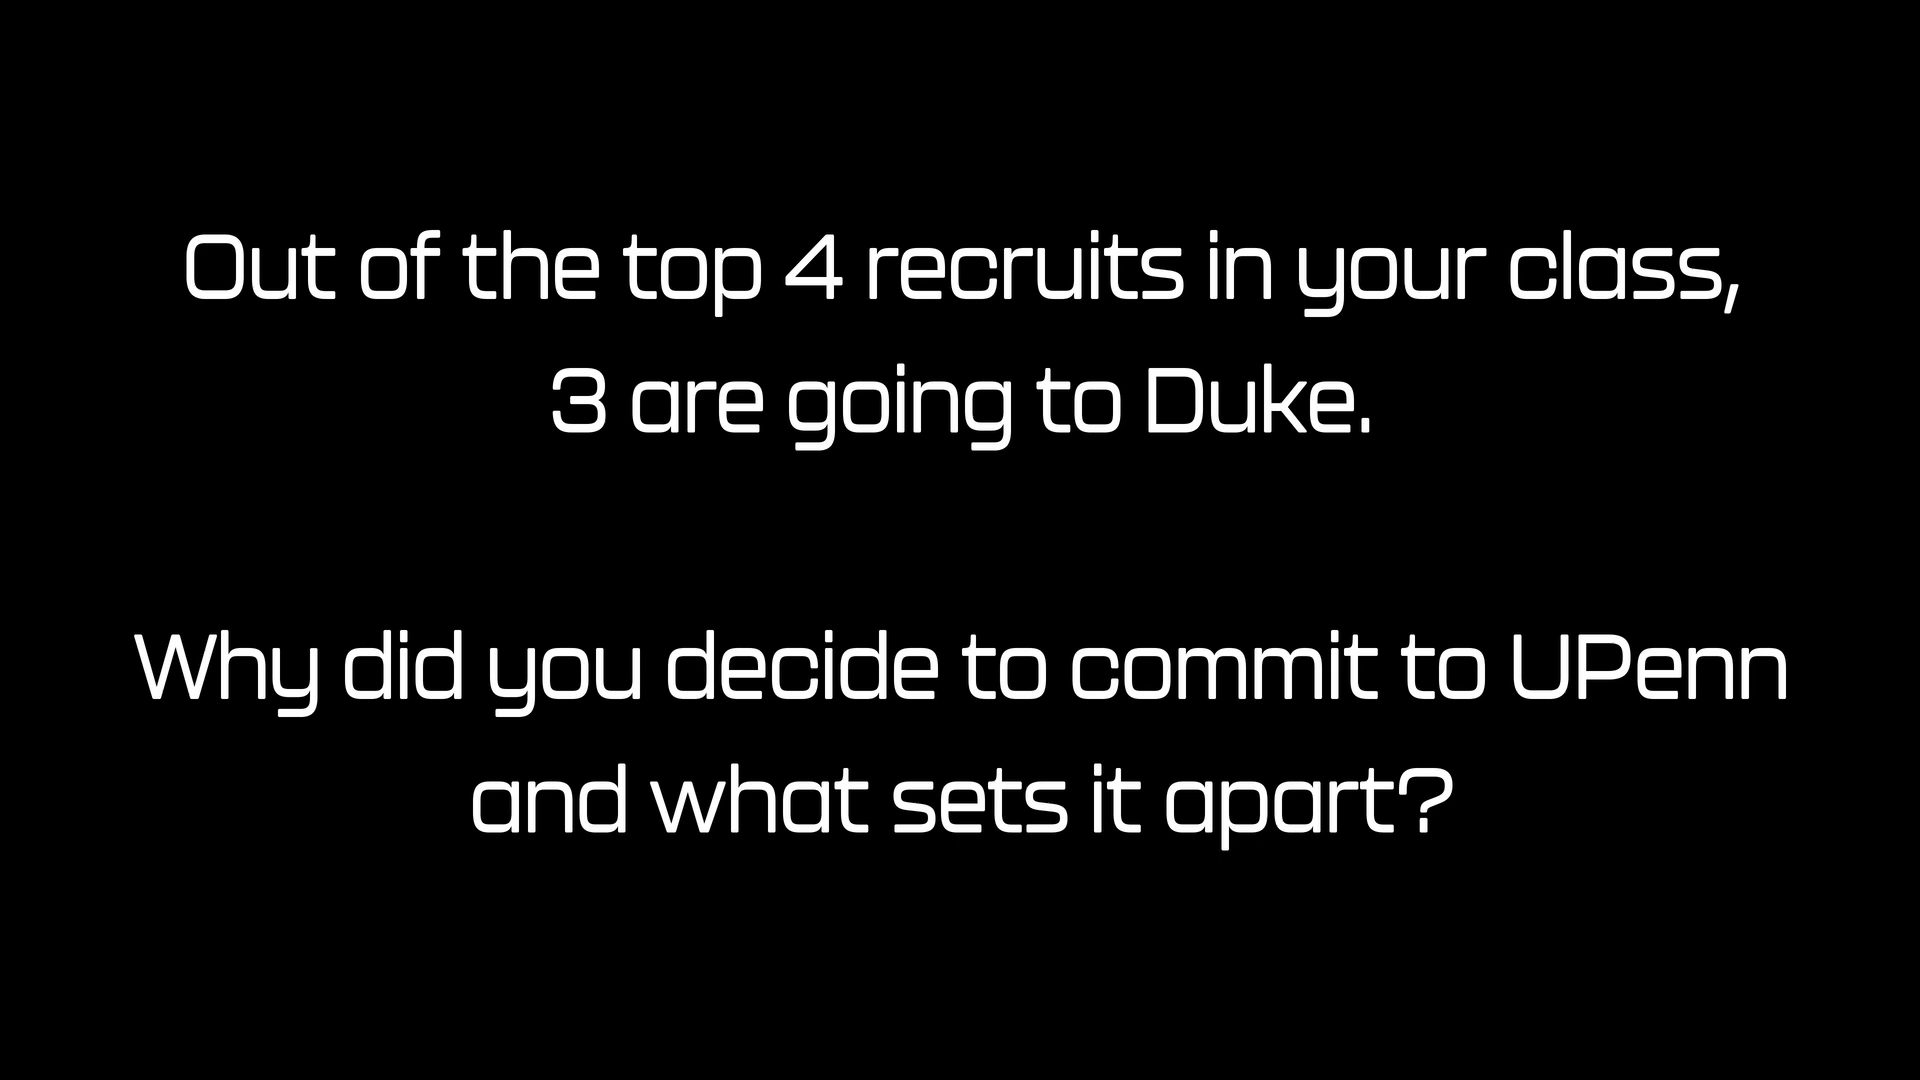 Out of the top 4 recruits in your class,
3 are going to Duke.
Why did you decide to commit to UPenn
and what sets it apart?